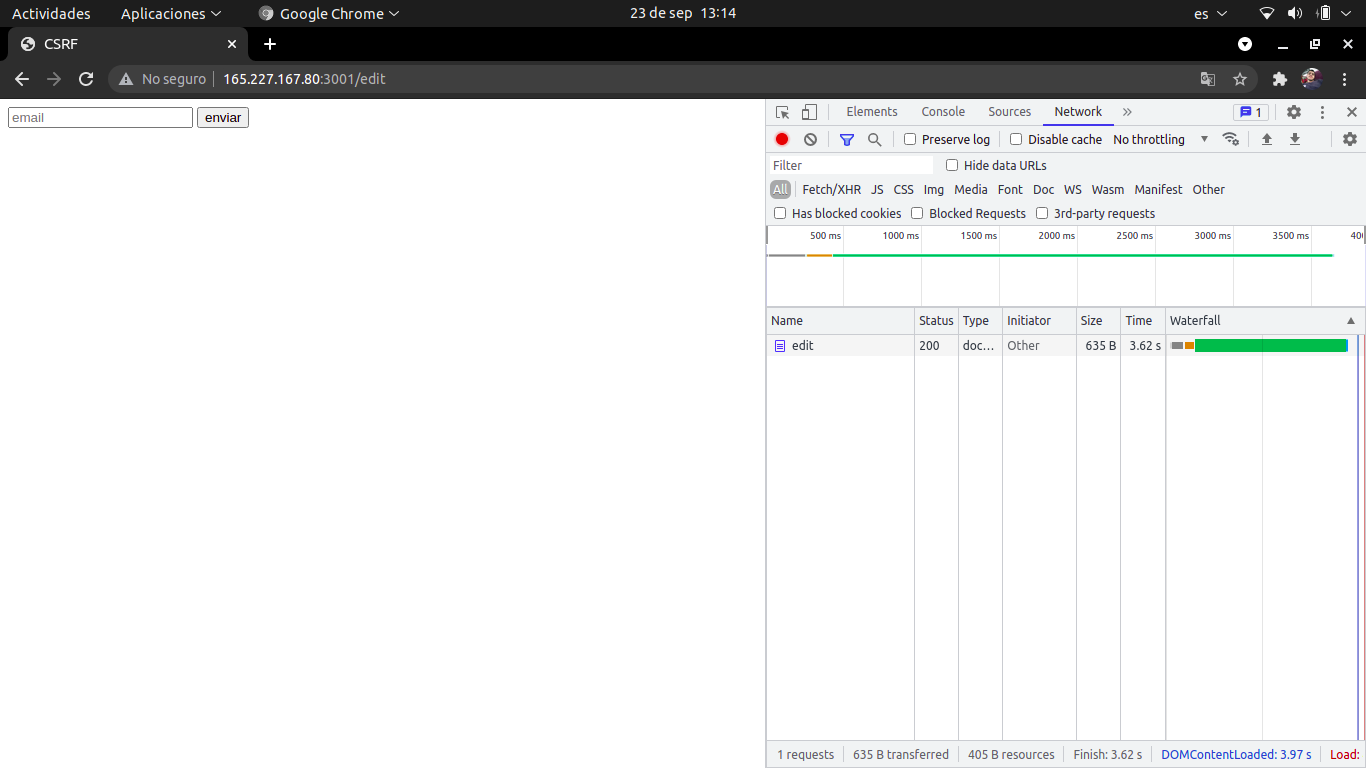 Actividades Aplicaciones Google Chrome 23 de sep 13:14 es
CSRF
No seguro 165.227.167.80:3001/edit
email enviar
Elements Console Sources Network 1
Preserve log Disable cache No throttling
Filter Hide data URLs
All Fetch/XHR JS CSS Img Media Font Doc WS Wasm Manifest Other
Has blocked cookies Blocked Requests 3rd-party requests
500 ms 1000 ms 1500 ms 2000 ms 2500 ms 3000 ms 3500 ms 400
Name Status Type Initiator Size Time Waterfall
edit 200 doc... Other 635 B 3.62 s
1 requests 635 B transferred 405 B resources Finish: 3.62 s DOMContentLoaded: 3.97 s Load: